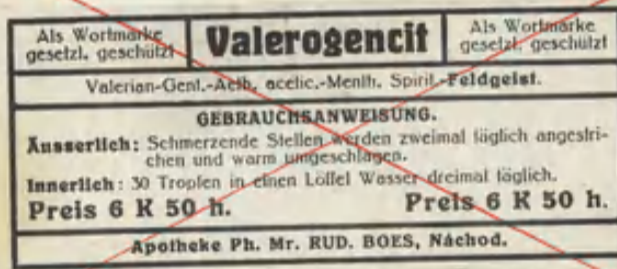 Als Wortmarke gesetzl. geschützt
Valerogencit
Als Wortmarke gesetzl. geschützt
Valerian-Gent.-Aeth. acetic.-Menth. Spirit.-Feldgeist.
GEBRAUCHSANWEISUNG.
Äusserlich: Schmerzende Stellen werden zweimal täglich angestri-
chen und warm umgeschlagen.
Innerlich: 30 Tropfen in einen Löffel Wasser dreimal täglich.
Preis 6 K 50 h. Preis 6 K 50 h.
Apotheke Ph. Mr. RUD. BOES, Náchod.